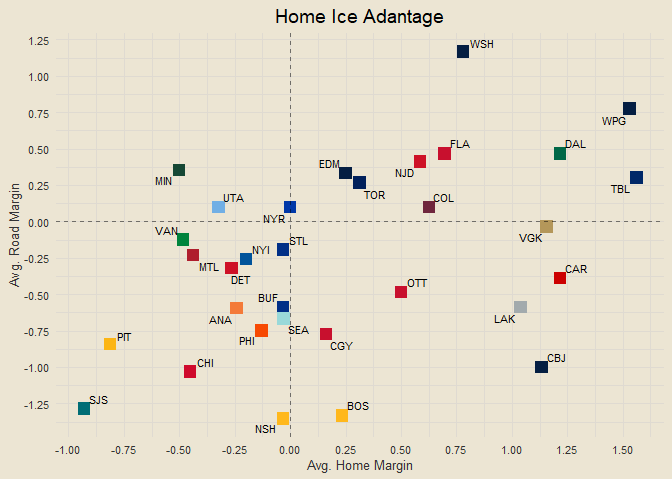 Home Ice Adantage
1.25
WSH
1.00
0.75
WPG
0.50
FLA
DAL
EDM
NJD
MIN
0.25
TOR
TBL
UTA
COL
NYR
0.00
VAN
VGK
STL
NYI
-0.25
MTL
DET
CAR
OTT
-0.50
BUF
ANA
SEA
LAK
-0.75
PIT
PHI
CGY
CHI
CBJ
-1.00
SJS
-1.25
BOS
NSH
-1.00
-0.75
-0.50
-0.25
0.00
0.25
0.50
0.75
1.00
1.25
1.50
Avg. Home Margin
Avg. Road Margin